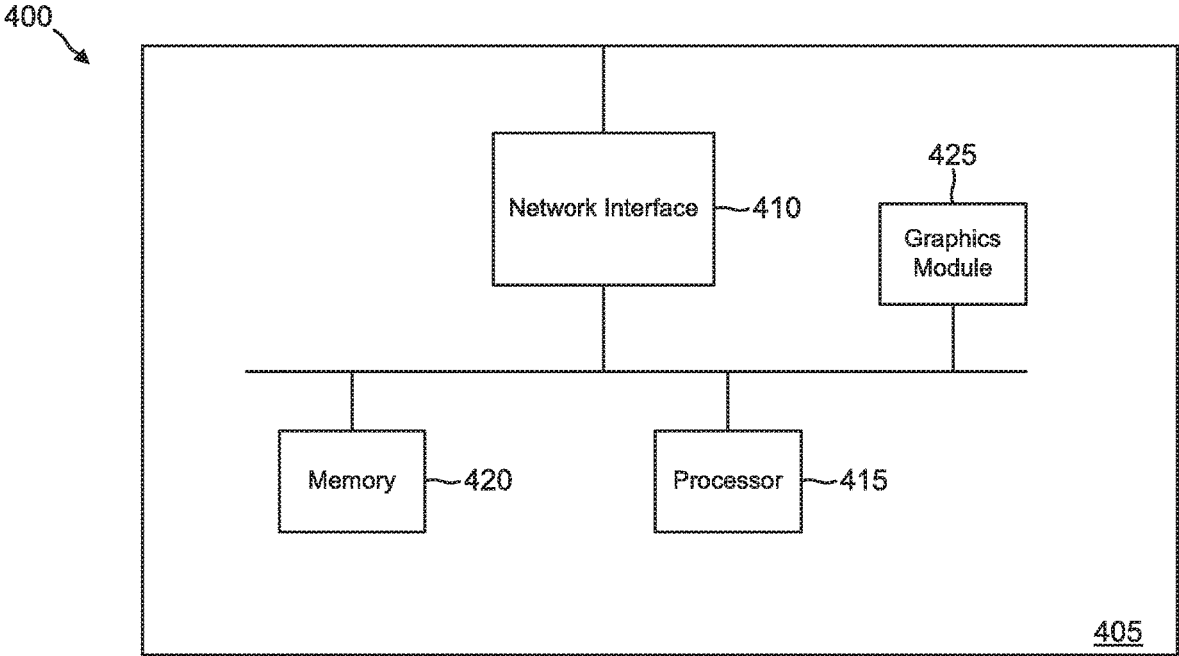 400
425
Network Interface
410
Graphics
Module
Memory
420
Processor
415
405